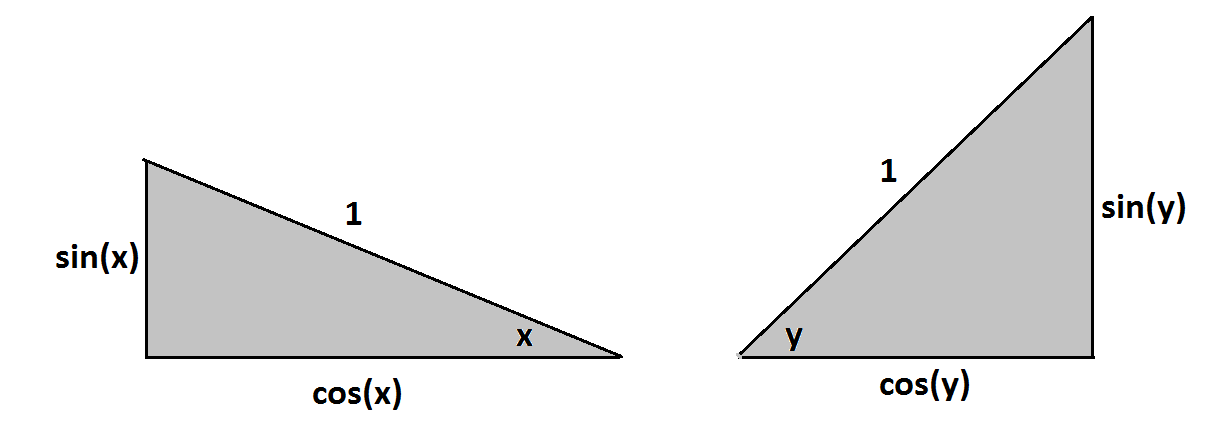 1
sin(x)
x
cos(x)
1
sin(y)
y
cos(y)